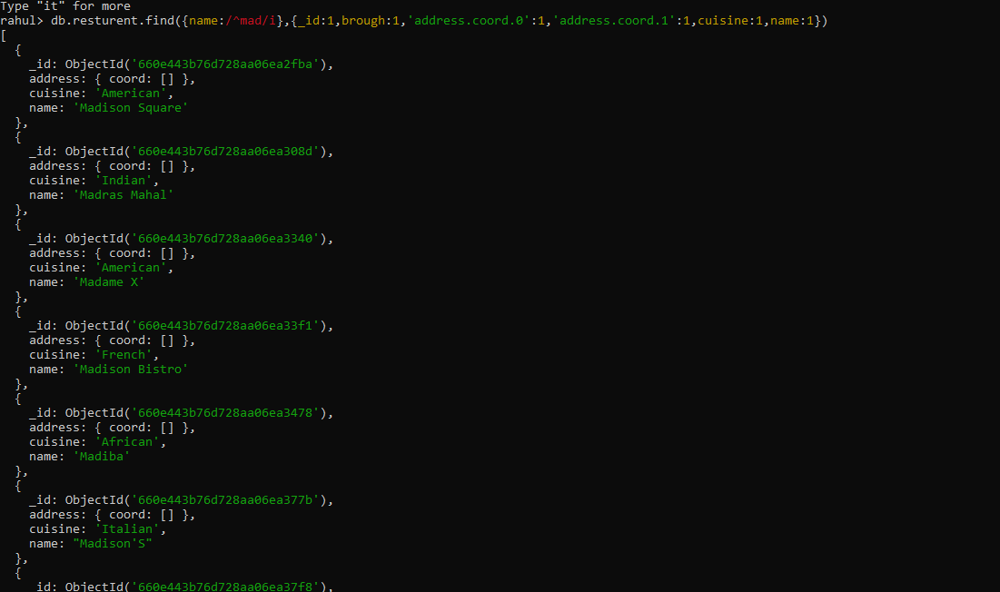 Type "it" for more
rahul> db.resturent.find({name:/^mad/i},{_id:1,brough:1,'address.coord.0':1,'address.coord.1':1,cuisine:1,name:1})
[
  {
    _id: ObjectId('660e443b76d728aa06ea2fba'),
    address: { coord: [] },
    cuisine: 'American',
    name: 'Madison Square'
  },
  {
    _id: ObjectId('660e443b76d728aa06ea308d'),
    address: { coord: [] },
    cuisine: 'Indian',
    name: 'Madras Mahal'
  },
  {
    _id: ObjectId('660e443b76d728aa06ea3340'),
    address: { coord: [] },
    cuisine: 'American',
    name: 'Madame X'
  },
  {
    _id: ObjectId('660e443b76d728aa06ea33f1'),
    address: { coord: [] },
    cuisine: 'French',
    name: 'Madison Bistro'
  },
  {
    _id: ObjectId('660e443b76d728aa06ea3478'),
    address: { coord: [] },
    cuisine: 'African',
    name: 'Madiba'
  },
  {
    _id: ObjectId('660e443b76d728aa06ea377b'),
    address: { coord: [] },
    cuisine: 'Italian',
    name: "Madison'S"
  },
  {
    _id: ObjectId('660e443b76d728aa06ea37f8'),